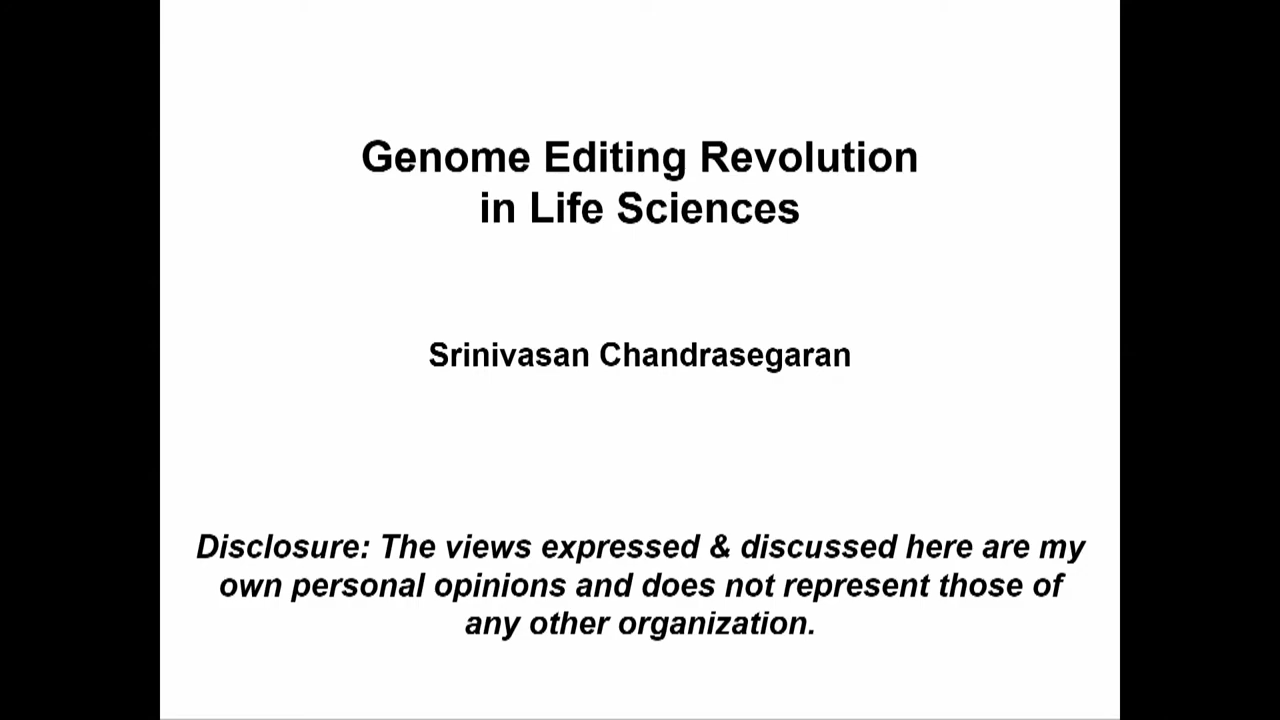 Genome Editing Revolution
in Life Sciences
Srinivasan Chandrasegaran
Disclosure: The views expressed & discussed here are my
own personal opinions and does not represent those of
any other organization.